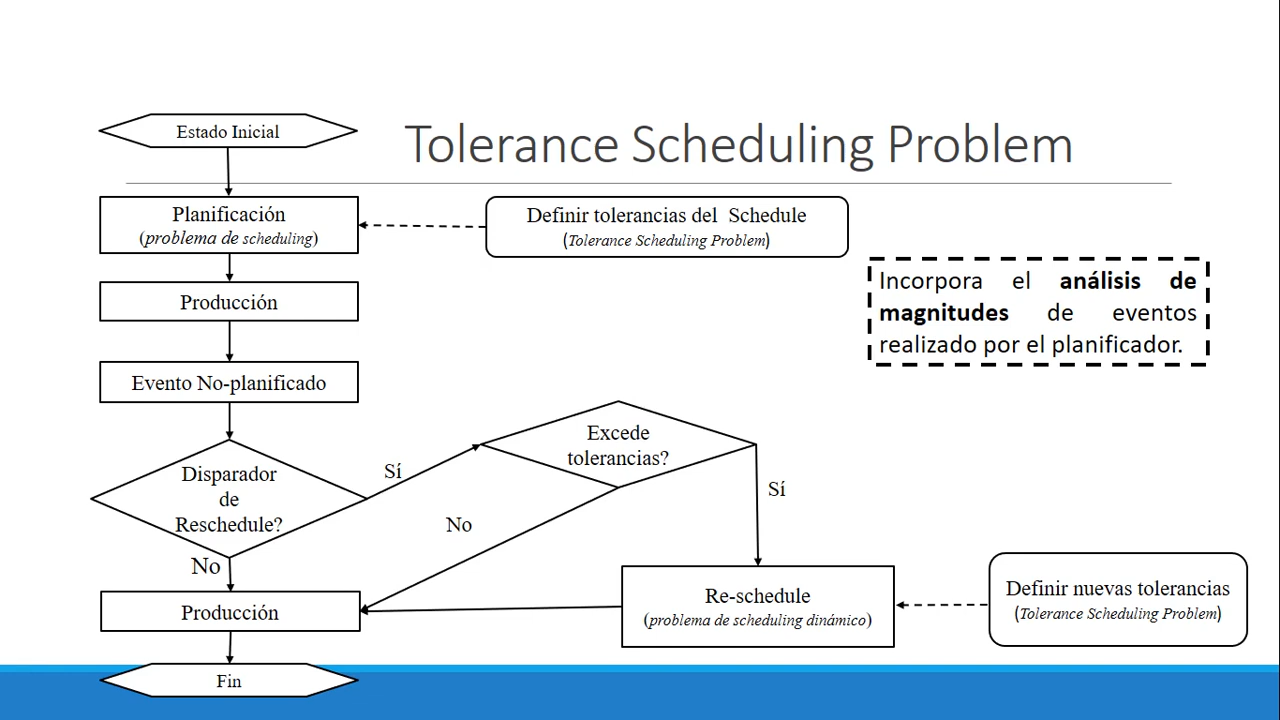 Tolerance Scheduling Problem
Estado Inicial
Planificación
(problema de scheduling)
Definir tolerancias del Schedule
(Tolerance Scheduling Problem)
Incorpora el análisis de
magnitudes de eventos
realizado por el planificador.
Producción
Evento No-planificado
Disparador
de
Reschedule?
Sí
Excede
tolerancias?
Sí
No
No
Re-schedule
(problema de scheduling dinámico)
Definir nuevas tolerancias
(Tolerance Scheduling Problem)
Producción
Fin